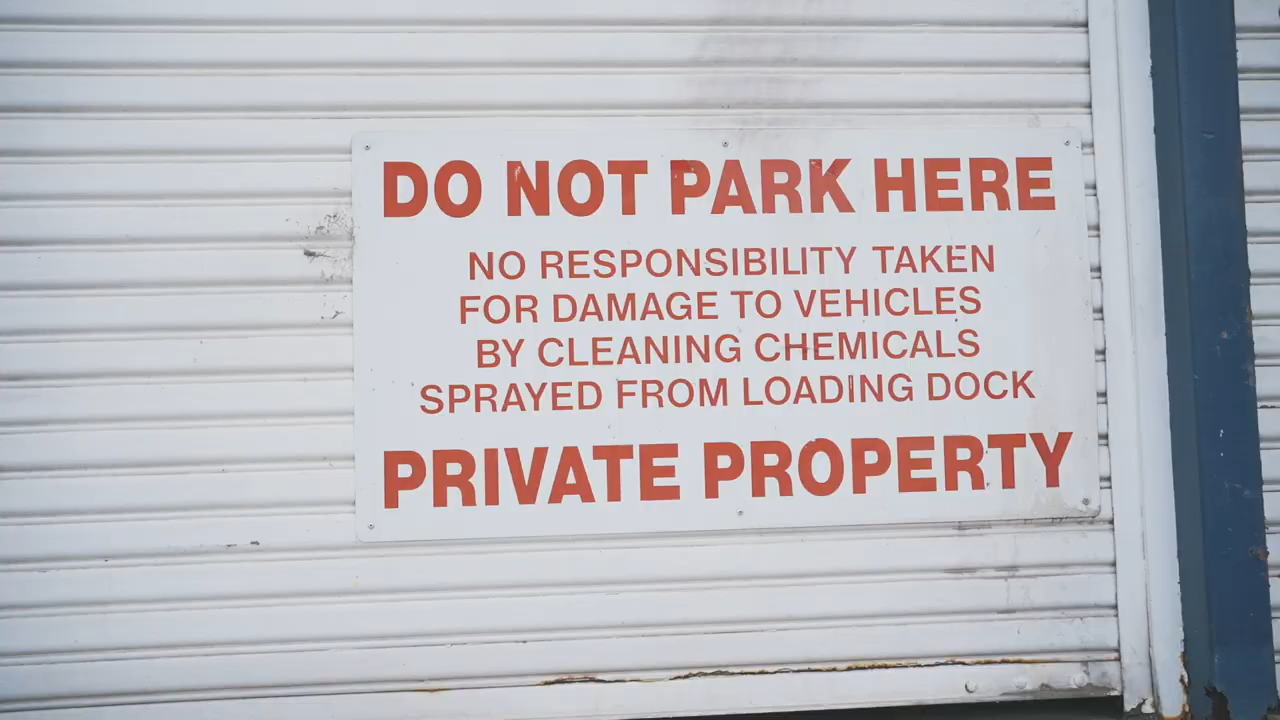 DO NOT PARK HERE
NO RESPONSIBILITY TAKEN
FOR DAMAGE TO VEHICLES
BY CLEANING CHEMICALS
SPRAYED FROM LOADING DOCK
PRIVATE PROPERTY